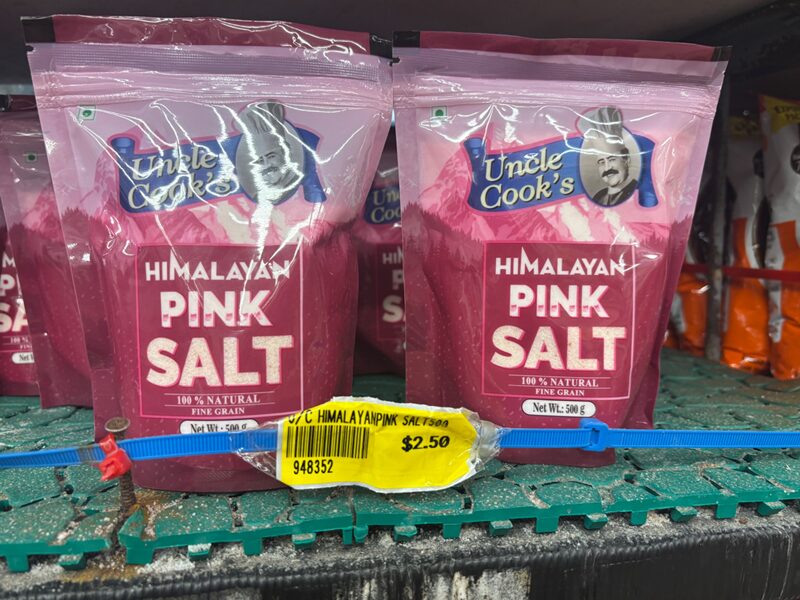 Uncle
Cook's
HIMALAYAN
PINK
SALT
100 % NATURAL
FINE GRAIN
Net Wt.: 500 g
Uncle
Cook's
HIMALAYAN
PINK
SALT
100 % NATURAL
FINE GRAIN
Net Wt.: 500 g
U/C HIMALAYANPINK SALT500
$2.50
948352